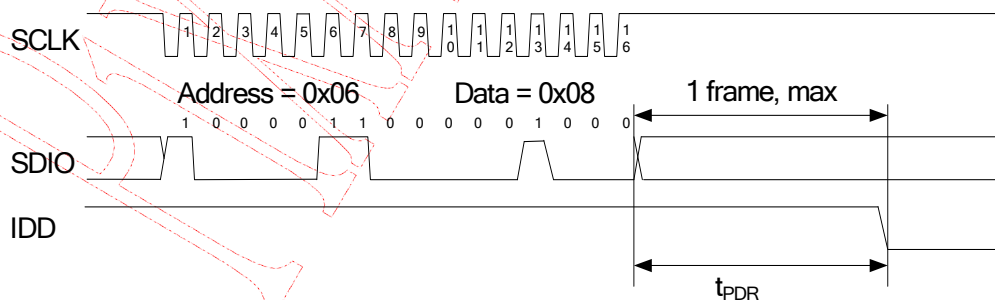 SCLK
1 2 3 4 5 6 7 8 9 10 11 12 13 14 15 16
Address = 0x06 Data = 0x08 1 frame, max
1 0 0 0 0 1 1 0 0 0 0 0 1 0 0 0
SDIO
IDD
tPDR